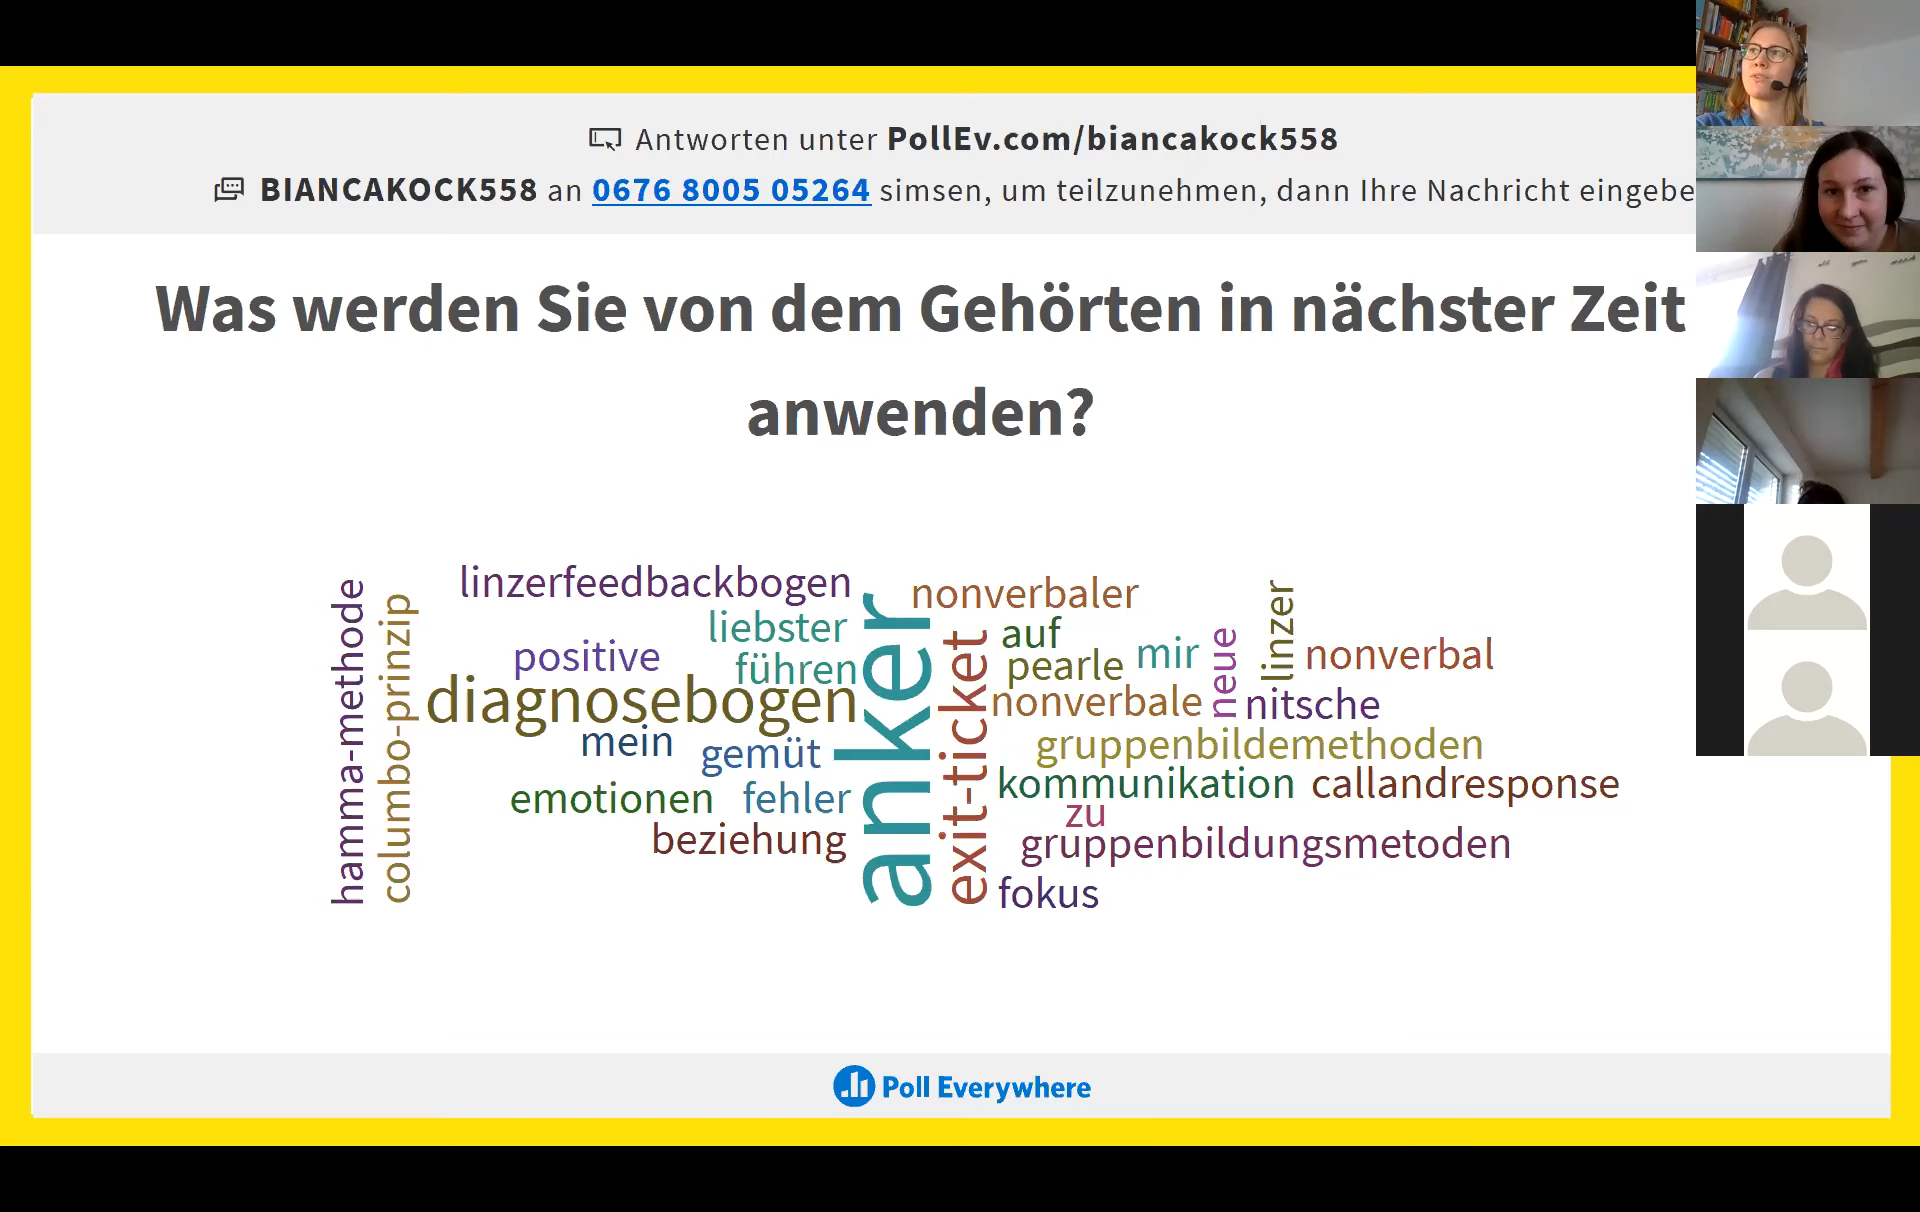 Antworten unter PollEv.com/biancakock558
BIANCAKOCK558 an 0676 8005 05264 simsen, um teilzunehmen, dann Ihre Nachricht eingebe
Was werden Sie von dem Gehörten in nächster Zeit
anwenden?
hamma-methode
columbo-prinzip
linzerfeedbackbogen
liebster
positive
führen
diagnosebogen
mein
gemüt
emotionen
fehler
beziehung
anker
exit-ticket
nonverbaler
auf
pearle
mir
neue
linzer
nonverbal
nonverbale
nitsche
gruppenbildemethoden
kommunikation
callandresponse
zu
gruppenbildungsmetoden
fokus
Poll Everywhere